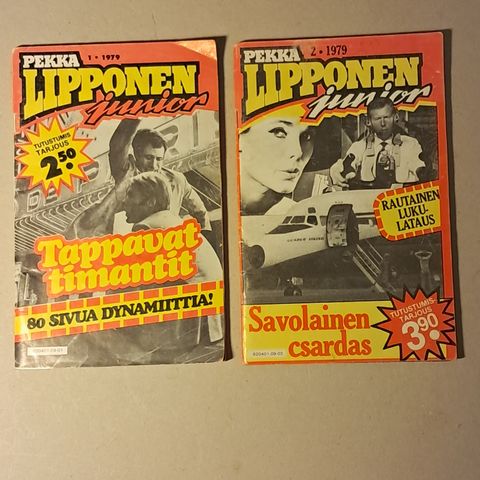 PEKKA 1 • 1979
LIPPONEN
junior
TUTUSTUMIS
TARJOUS
2.50
Tappavat
timantit
80 SIVUA DYNAMIITTIA!
PEKKA 2 • 1979
LIPPONEN
junior
RAUTAINEN
LUKU-
LATAUS
Savolainen
csardas
TUTUSTUMIS-
TARJOUS
3.90